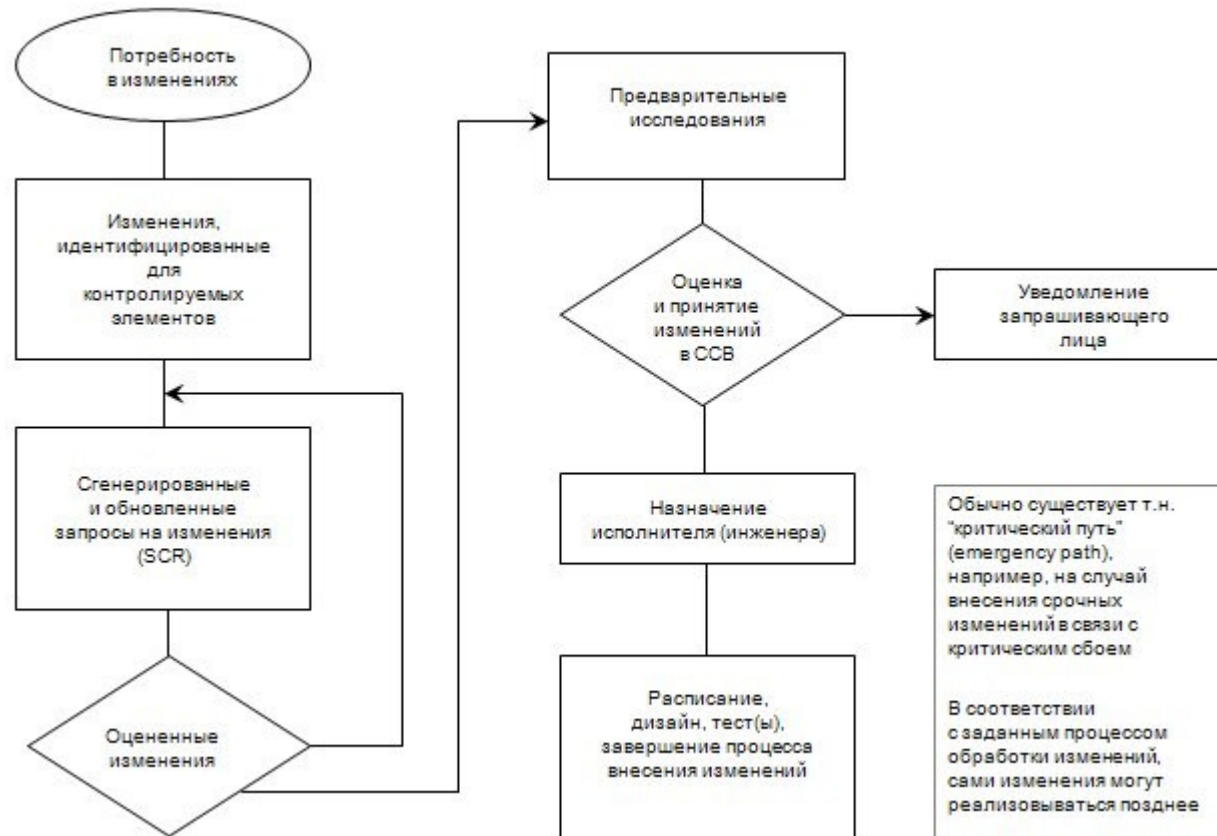 Потребность
в изменениях
Изменения,
идентифицированные
для
контролируемых
элементов
Сгенерированные
и обновленные
запросы на изменения
(SCR)
Оцененные
изменения
Предварительные
исследования
Оценка
и принятие
изменений
в CCB
Уведомление
запрашивающего
лица
Назначение
исполнителя (инженера)
Расписание,
дизайн, тест(ы),
завершение процесса
внесения изменений
Обычно существует т.н.
"критический путь"
(emergency path),
например, на случай
внесения срочных
изменений в связи с
критическим сбоем
В соответствии
с заданным процессом
обработки изменений,
сами изменения могут
реализовываться позднее